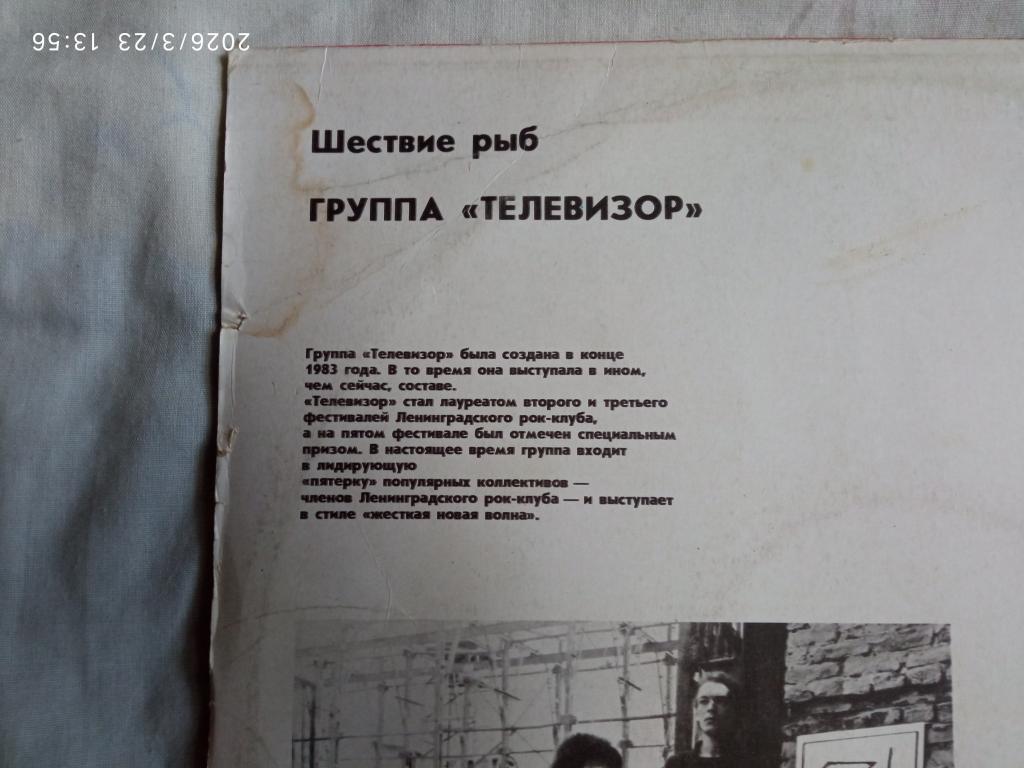 2026/3/23 13:56
Шествие рыб
ГРУППА «ТЕЛЕВИЗОР»
Группа «Телевизор» была создана в конце
1983 года. В то время она выступала в ином,
чем сейчас, составе.
«Телевизор» стал лауреатом второго и третьего
фестивалей Ленинградского рок-клуба,
а на пятом фестивале был отмечен специальным
призом. В настоящее время группа входит
в лидирующую
«пятерку» популярных коллективов —
членов Ленинградского рок-клуба — и выступает
в стиле «жесткая новая волна».